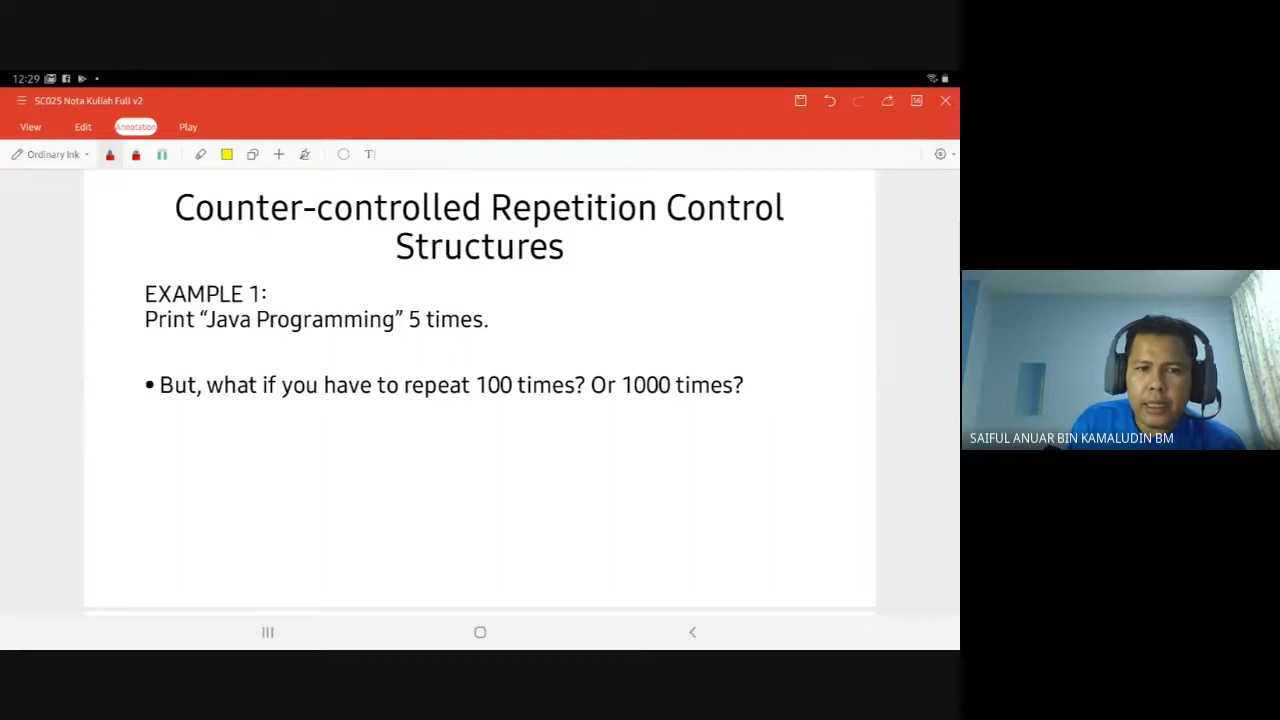 12:29
SC025 Nota Kuliah Full v2
View Edit Annotation Play
Ordinary Ink
T
Counter-controlled Repetition Control
Structures
EXAMPLE 1:
Print “Java Programming” 5 times.
• But, what if you have to repeat 100 times? Or 1000 times?
SAIFUL ANUAR BIN KAMALUDIN BM